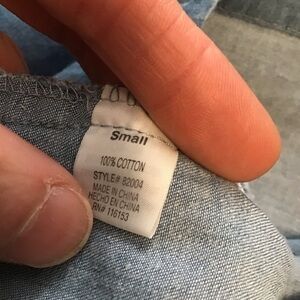 Small
100% COTTON
STYLE# 82004
MADE IN CHINA
HECHO EN CHINA
RN# 116153